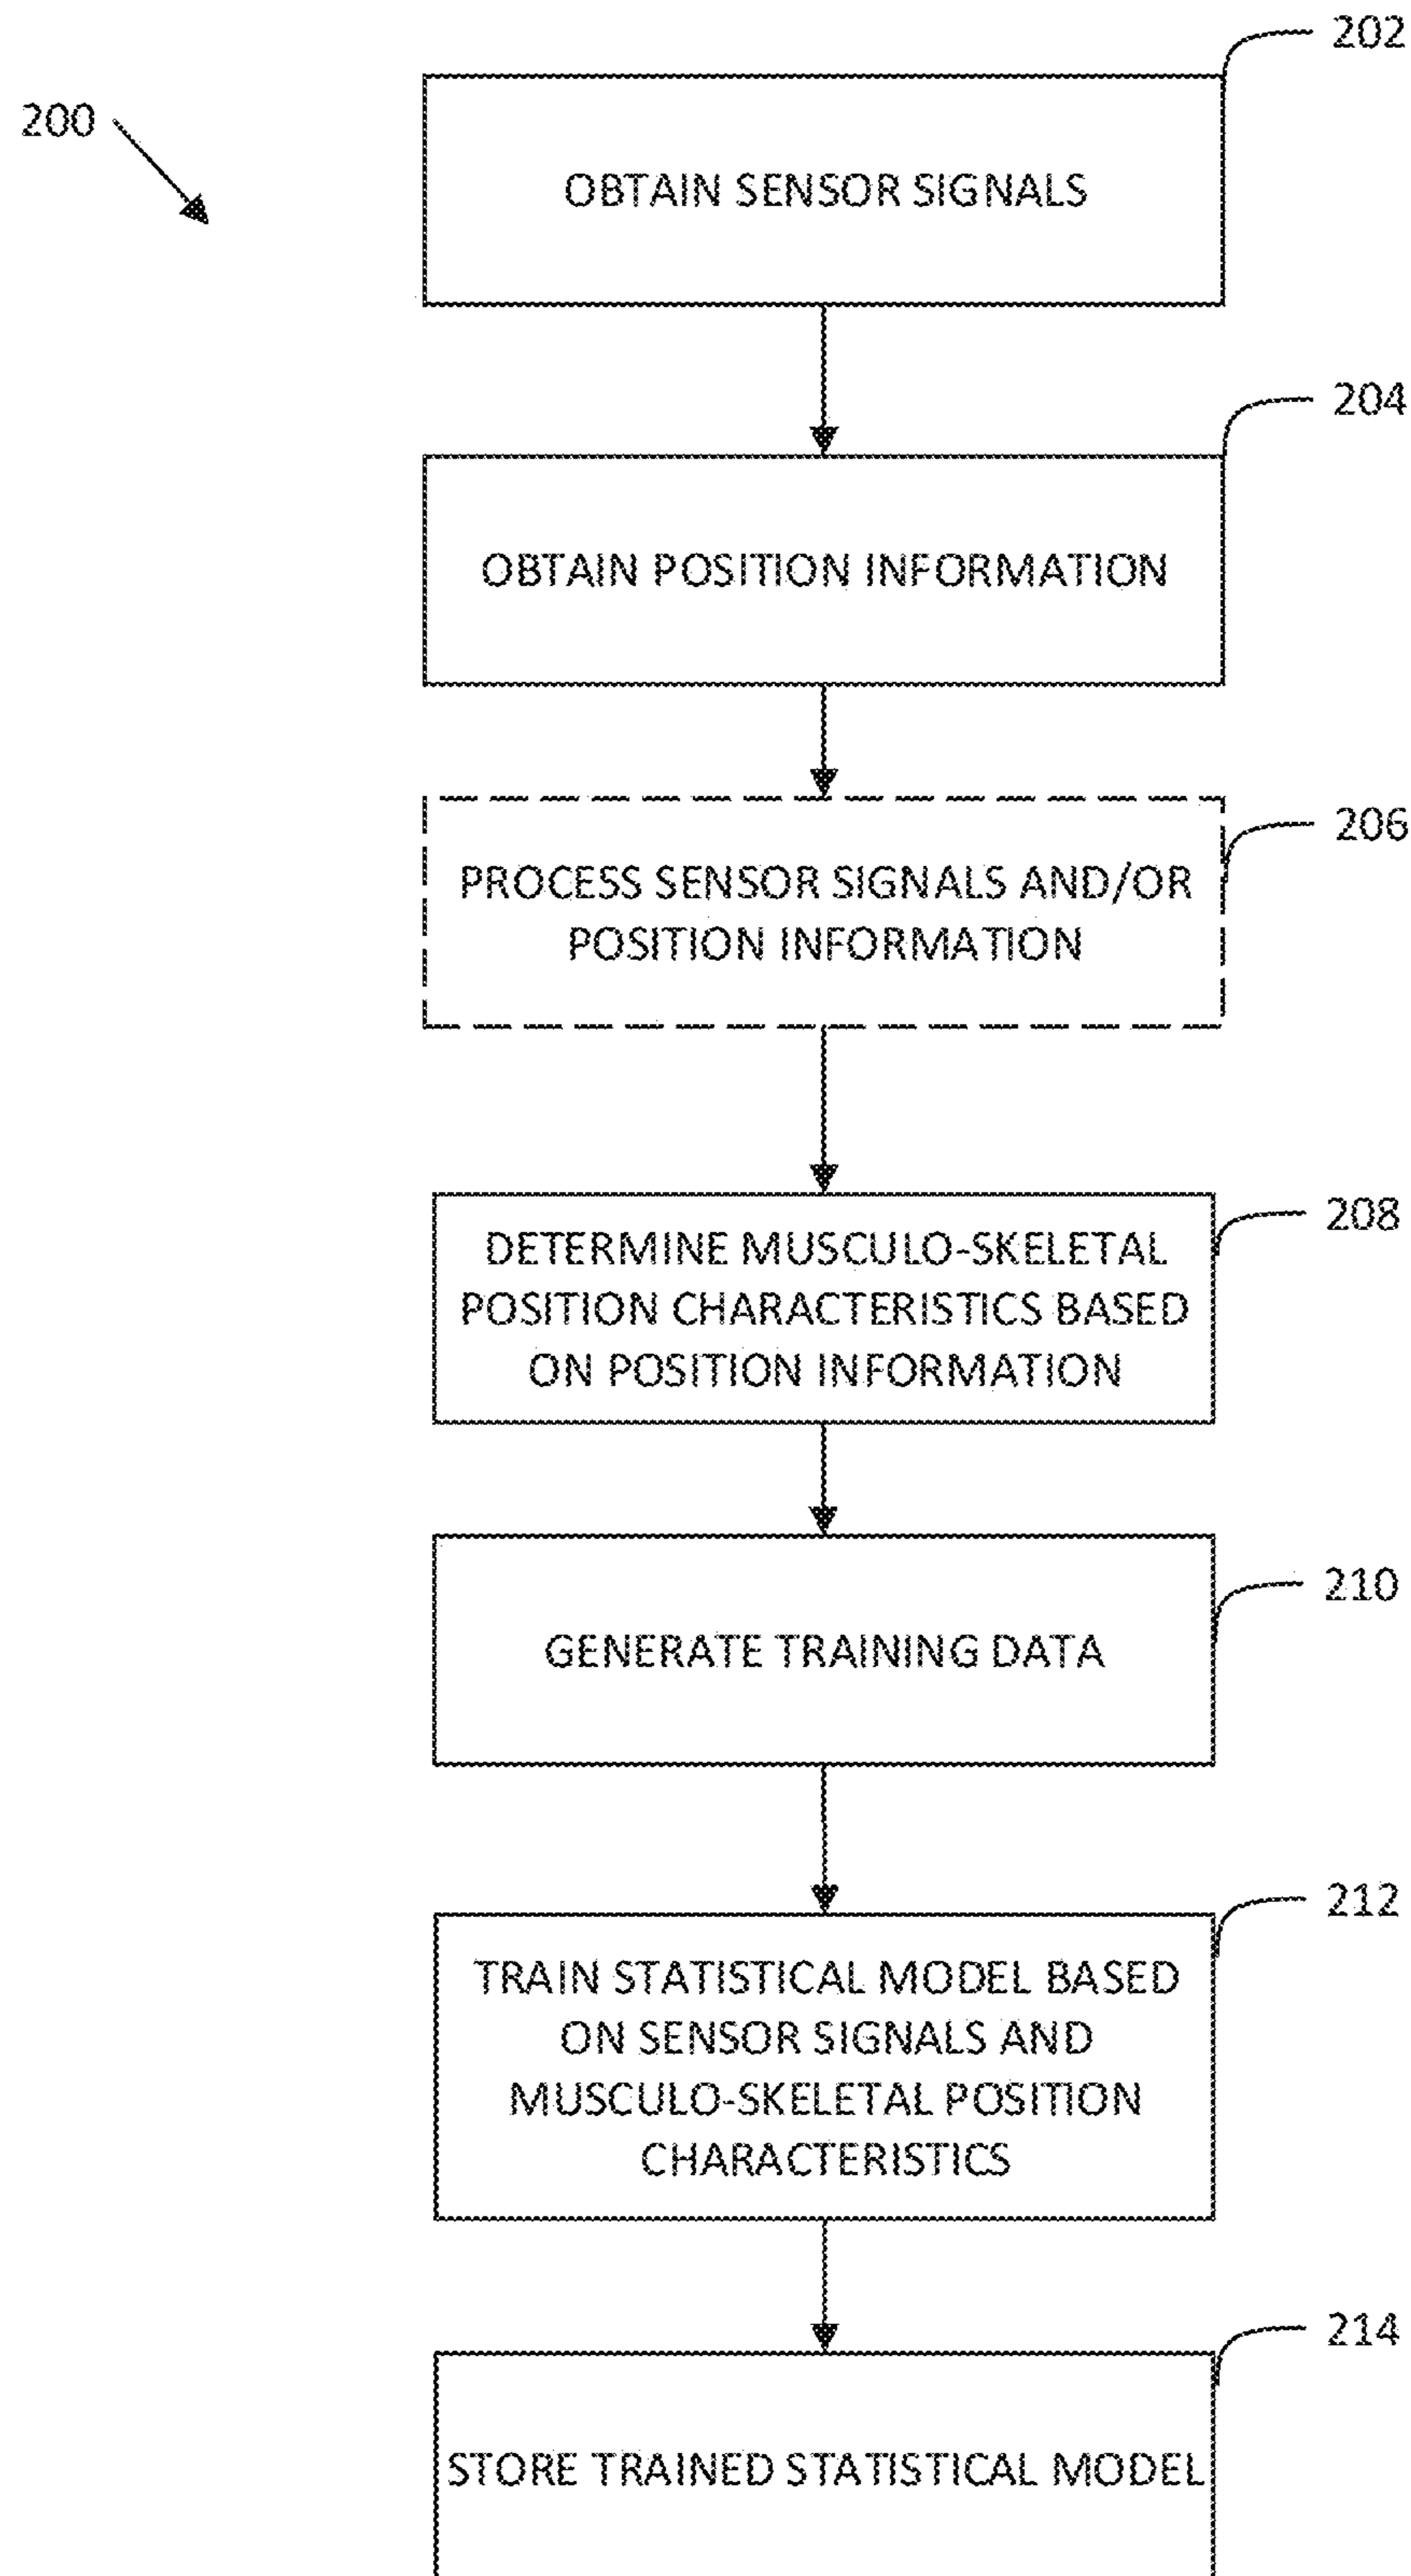 202
200
OBTAIN SENSOR SIGNALS
204
OBTAIN POSITION INFORMATION
206
PROCESS SENSOR SIGNALS AND/OR
POSITION INFORMATION
208
DETERMINE MUSCULO-SKELETAL
POSITION CHARACTERISTICS BASED
ON POSITION INFORMATION
210
GENERATE TRAINING DATA
212
TRAIN STATISTICAL MODEL BASED
ON SENSOR SIGNALS AND
MUSCULO-SKELETAL POSITION
CHARACTERISTICS
214
STORE TRAINED STATISTICAL MODEL